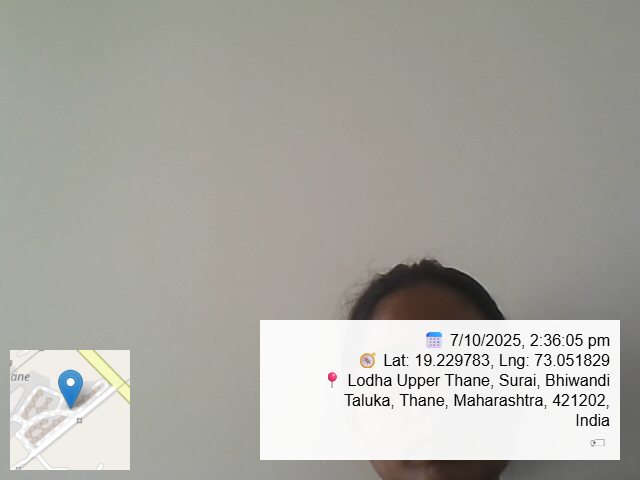 7/10/2025, 2:36:05 pm
Lat: 19.229783, Lng: 73.051829
Lodha Upper Thane, Surai, Bhiwandi
Taluka, Thane, Maharashtra, 421202,
India
ane